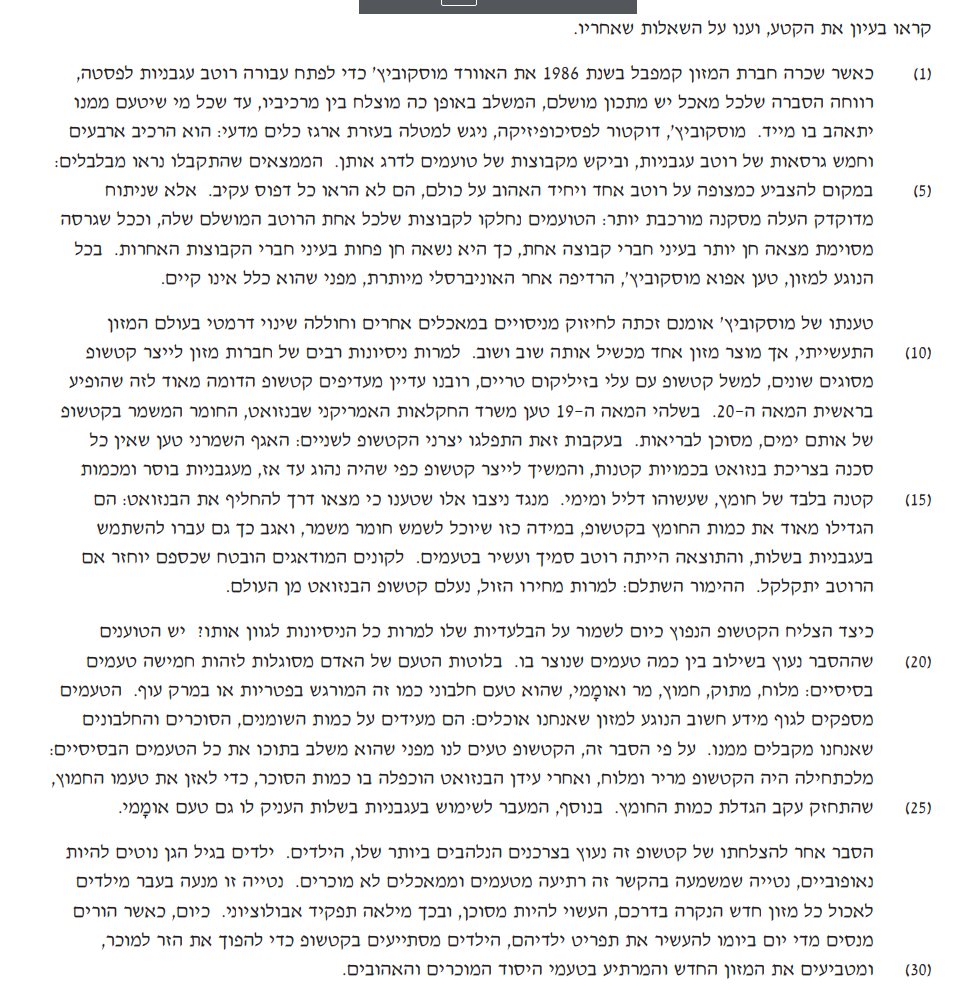 קראו בעיון את הקטע, וענו על השאלות שאחריו.
(1) כאשר שכרה חברת המזון קמפבל בשנת 1986 את האוורד מוסקוביץ' כדי לפתח עבורה רוטב עגבניות לפסטה,
רווחה הסברה שלכל מאכל יש מתכון מושלם, המשלב באופן כה מוצלח בין מרכיביו, עד שכל מי שיטעם ממנו
יתאהב בו מייד. מוסקוביץ', דוקטור לפסיכופיזיקה, ניגש למטלה בעזרת ארגז כלים מדעי: הוא הרכיב ארבעים
וחמש גרסאות של רוטב עגבניות, וביקש מקבוצות של טועמים לדרג אותן. הממצאים שהתקבלו נראו מבלבלים:
(5) במקום להצביע כמצופה על רוטב אחד ויחיד האהוב על כולם, הם לא הראו כל דפוס עקיב. אלא שניתוח
מדוקדק העלה מסקנה מורכבת יותר: הטועמים נחלקו לקבוצות שלכל אחת הרוטב המושלם שלה, וככל שגרסה
מסוימת מצאה חן יותר בעיני חברי קבוצה אחת, כך היא נשאה חן פחות בעיני חברי הקבוצות האחרות. בכל
הנוגע למזון, טען אפוא מוסקוביץ', הרדיפה אחר האוניברסלי מיותרת, מפני שהוא כלל אינו קיים.
טענתו של מוסקוביץ' אומנם זכתה לחיזוק מניסויים במאכלים אחרים וחוללה שינוי דרמטי בעולם המזון
(10) התעשייתי, אך מוצר מזון אחד מכשיל אותה שוב ושוב. למרות ניסיונות רבים של חברות מזון לייצר קטשופ
מסוגים שונים, למשל קטשופ עם עלי בזיליקום טריים, רובנו עדיין מעדיפים קטשופ הדומה מאוד לזה שהופיע
בראשית המאה ה-20. בשלהי המאה ה-19 טען משרד החקלאות האמריקני שבנזואט, החומר המשמר בקטשופ
של אותם ימים, מסוכן לבריאות. בעקבות זאת התפלגו יצרני הקטשופ לשניים: האגף השמרני טען שאין כל
סכנה בצריכת בנזואט בכמויות קטנות, והמשיך לייצר קטשופ כפי שהיה נהוג עד אז, מעגבניות בוסר ומכמות
(15) קטנה בלבד של חומץ, שעשוהו דליל ומימי. מנגד ניצבו אלו שטענו כי מצאו דרך להחליף את הבנזואט: הם
הגדילו מאוד את כמות החומץ בקטשופ, במידה כזו שיוכל לשמש חומר משמר, ואגב כך גם עברו להשתמש
בעגבניות בשלות, והתוצאה הייתה רוטב סמיך ועשיר בטעמים. לקונים המודאגים הובטח שכספם יוחזר אם
הרוטב יתקלקל. ההימור השתלם: למרות מחירו הזול, נעלם קטשופ הבנזואט מן העולם.
כיצד הצליח הקטשופ הנפוץ כיום לשמור על הבלעדיות שלו למרות כל הניסיונות לגוון אותו? יש הטוענים
(20) שההסבר נעוץ בשילוב בין כמה טעמים שנוצר בו. בלוטות הטעם של האדם מסוגלות לזהות חמישה טעמים
בסיסיים: מלוח, מתוק, חמוץ, מר ואוּמָמִי, שהוא טעם חלבוני כמו זה המורגש בפטריות או במרק עוף. הטעמים
מספקים לגוף מידע חשוב הנוגע למזון שאנחנו אוכלים: הם מעידים על כמות השומנים, הסוכרים והחלבונים
שאנחנו מקבלים ממנו. על פי הסבר זה, הקטשופ טעים לנו מפני שהוא משלב בתוכו את כל הטעמים הבסיסיים:
מלכתחילה היה הקטשופ מריר ומלוח, ואחרי עידן הבנזואט הוכפלה בו כמות הסוכר, כדי לאזן את טעמו החמוץ,
(25) שהתחזק עקב הגדלת כמות החומץ. בנוסף, המעבר לשימוש בעגבניות בשלות העניק לו גם טעם אוּמָמִי.
הסבר אחר להצלחתו של קטשופ זה נעוץ בצרכנים הנלהבים ביותר שלו, הילדים. ילדים בגיל הגן נוטים להיות
נאופוביים, נטייה שמשמעה בהקשר זה רתיעה מטעמים וממאכלים לא מוכרים. נטייה זו מנעה בעבר מילדים
לאכול כל מזון חדש הנקרה בדרכם, העשוי להיות מסוכן, ובכך מילאה תפקיד אבולוציוני. כיום, כאשר הורים
מנסים מדי יום ביומו להעשיר את תפריט ילדיהם, הילדים מסתייעים בקטשופ כדי להפוך את הזר למוכר,
(30) ומטביעים את המזון החדש והמרתיע בטעמי היסוד המוכרים והאהובים.